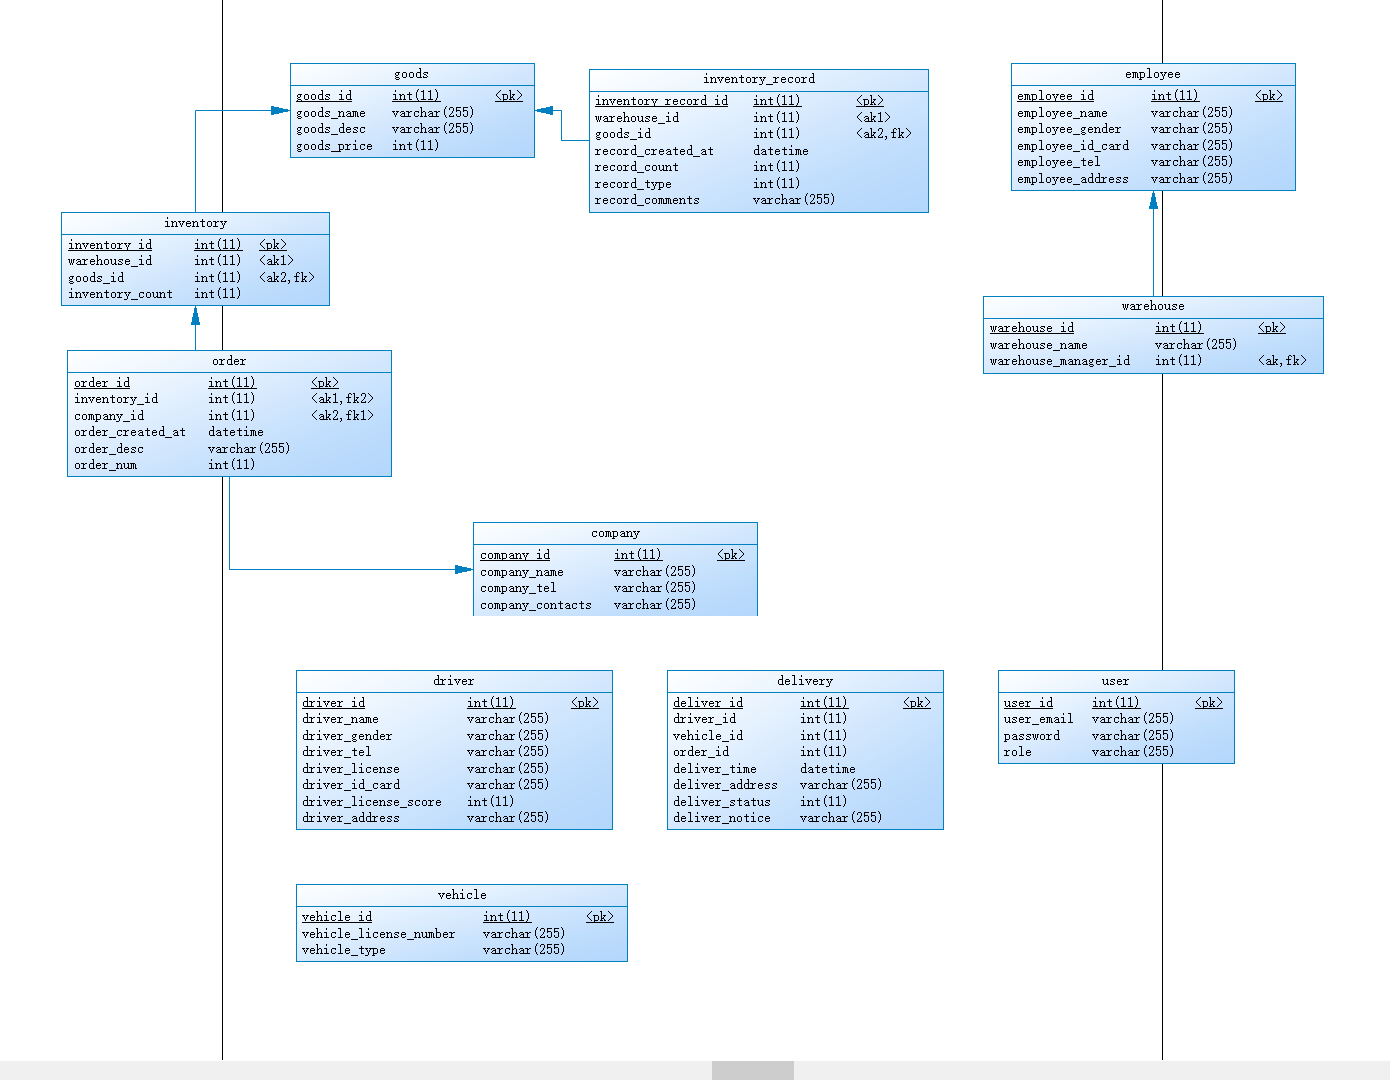 goods
goods_id int(11) <pk>
goods_name varchar(255)
goods_desc varchar(255)
goods_price int(11)
inventory_record
inventory_record_id int(11) <pk>
warehouse_id int(11) <ak1>
goods_id int(11) <ak2,fk>
record_created_at datetime
record_count int(11)
record_type int(11)
record_comments varchar(255)
employee
employee_id int(11) <pk>
employee_name varchar(255)
employee_gender varchar(255)
employee_id_card varchar(255)
employee_tel varchar(255)
employee_address varchar(255)
inventory
inventory_id int(11) <pk>
warehouse_id int(11) <ak1>
goods_id int(11) <ak2,fk>
inventory_count int(11)
warehouse
warehouse_id int(11) <pk>
warehouse_name varchar(255)
warehouse_manager_id int(11) <ak,fk>
order
order_id int(11) <pk>
inventory_id int(11) <ak1,fk2>
company_id int(11) <ak2,fk1>
order_created_at datetime
order_desc varchar(255)
order_num int(11)
company
company_id int(11) <pk>
company_name varchar(255)
company_tel varchar(255)
company_contacts varchar(255)
driver
driver_id int(11) <pk>
driver_name varchar(255)
driver_gender varchar(255)
driver_tel varchar(255)
driver_license varchar(255)
driver_id_card varchar(255)
driver_license_score int(11)
driver_address varchar(255)
delivery
deliver_id int(11) <pk>
driver_id int(11)
vehicle_id int(11)
order_id int(11)
deliver_time datetime
deliver_address varchar(255)
deliver_status int(11)
deliver_notice varchar(255)
user
user_id int(11) <pk>
user_email varchar(255)
password varchar(255)
role varchar(255)
vehicle
vehicle_id int(11) <pk>
vehicle_license_number varchar(255)
vehicle_type varchar(255)